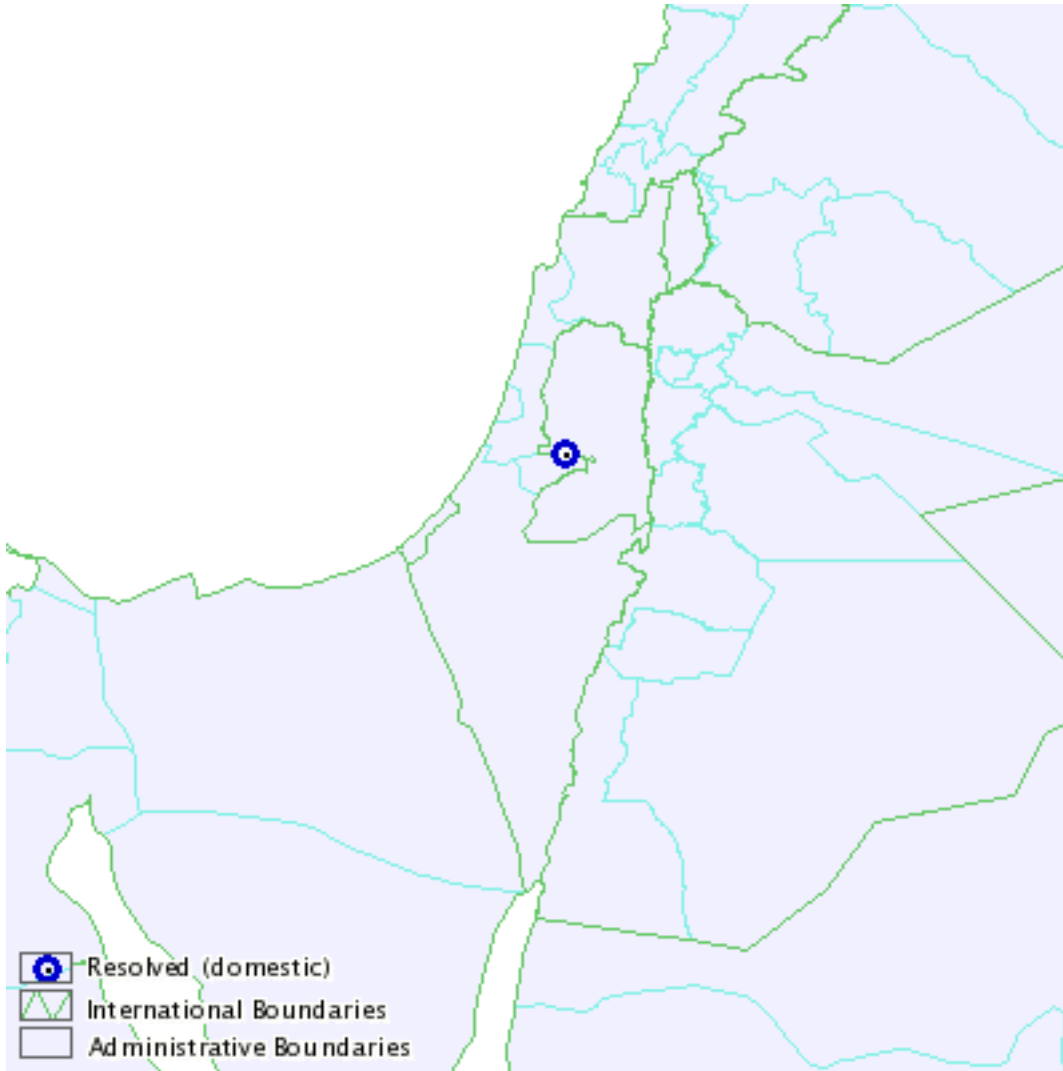 Resolved (domestic)
International Boundaries
Administrative Boundaries